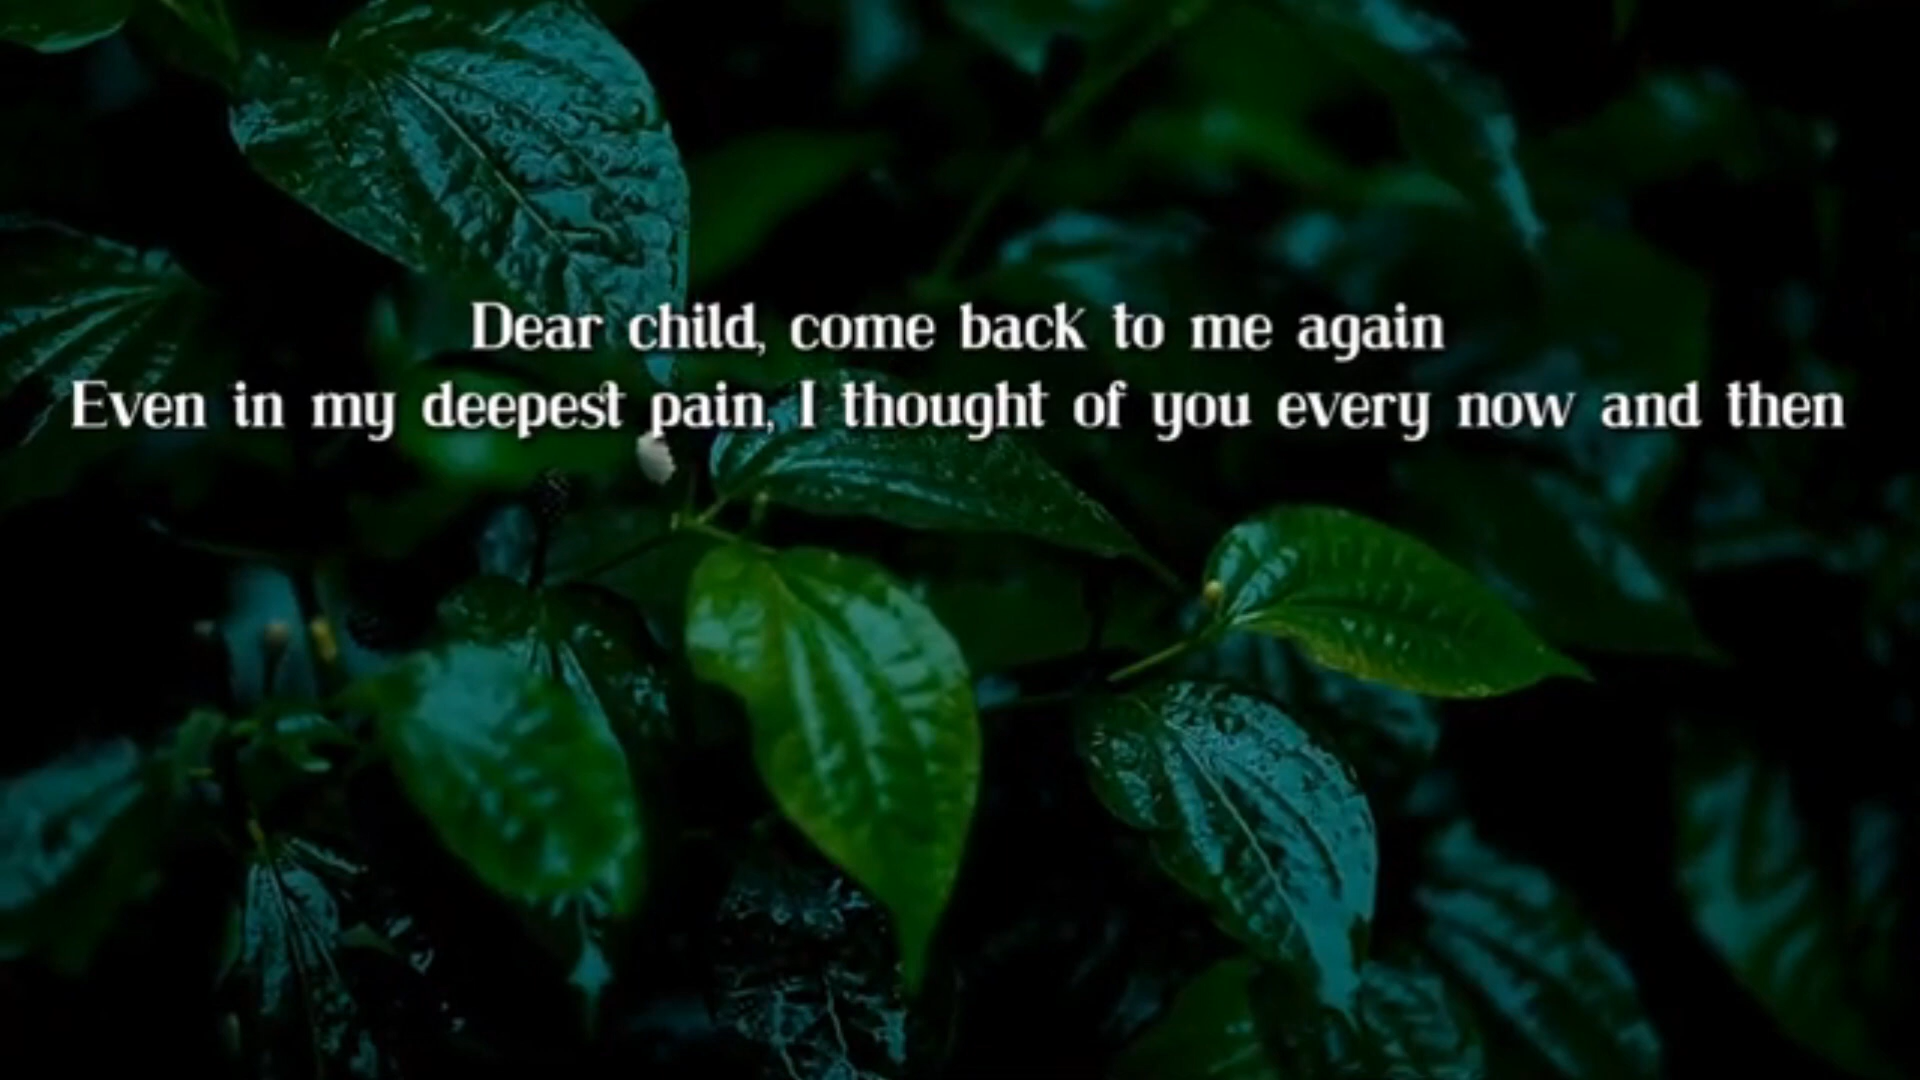 Dear child, come back to me again
Even in my deepest pain, I thought of you every now and then